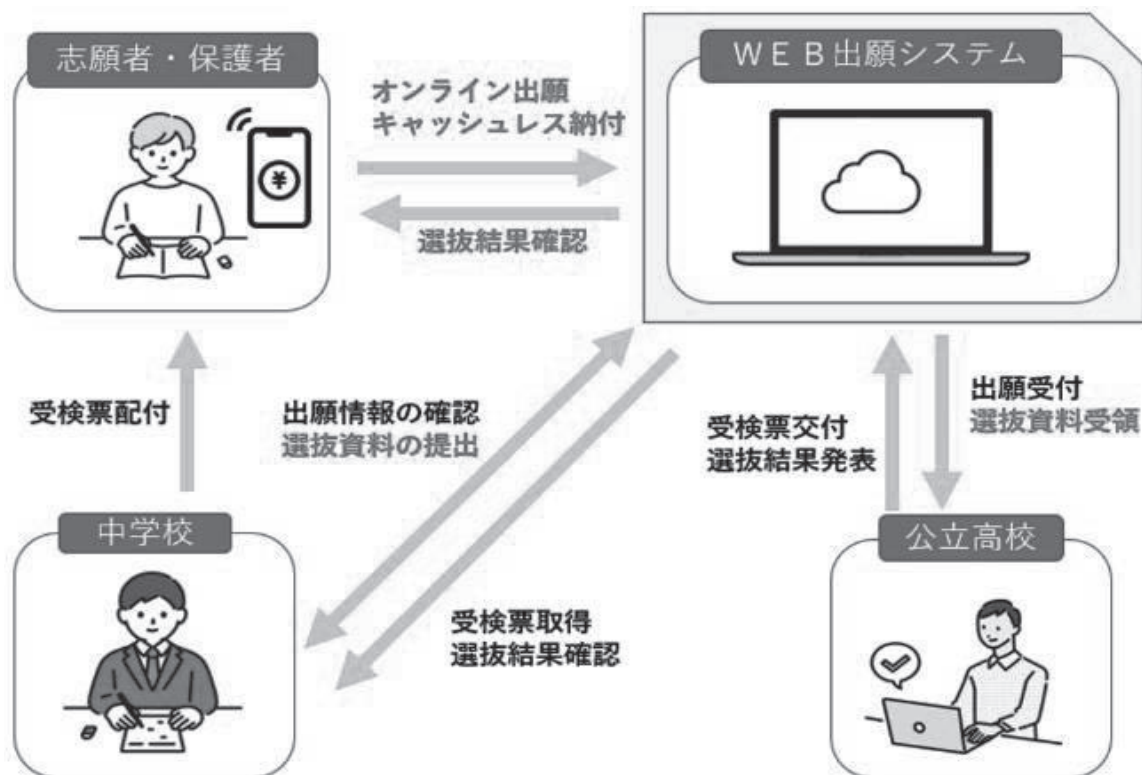 志願者・保護者
WEB出願システム
オンライン出願
キャッシュレス納付
¥
選抜結果確認
受検票配付
出願情報の確認
選抜資料の提出
受検票交付
選抜結果発表
出願受付
選抜資料受領
中学校
公立高校
受検票取得
選抜結果確認